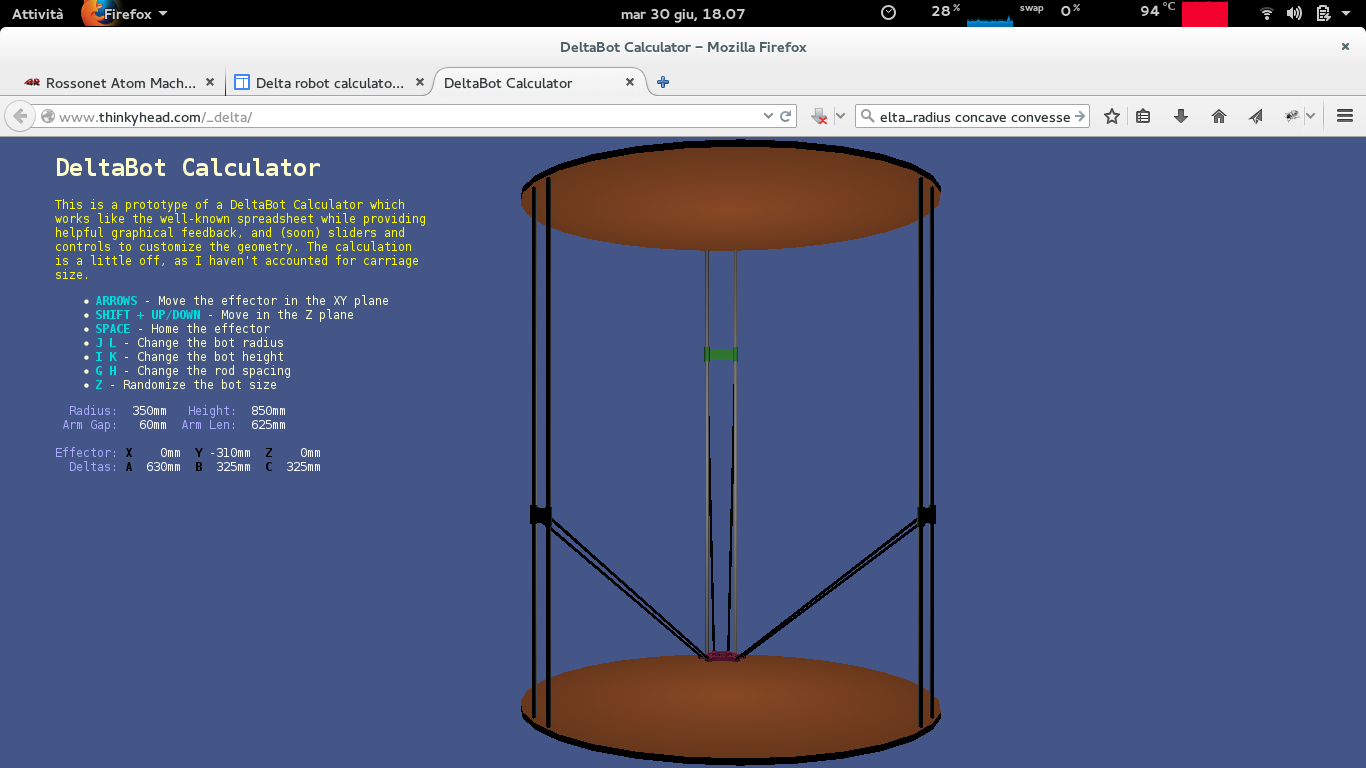 Attività Firefox mar 30 giu, 18.07 28 % swap 0 % 94 °C
DeltaBot Calculator – Mozilla Firefox ×
Rossonet Atom Mach... × Delta robot calculato... × DeltaBot Calculator ×
www.thinkyhead.com/_delta/ elta_radius concave convesse
DeltaBot Calculator
This is a prototype of a DeltaBot Calculator which
works like the well-known spreadsheet while providing
helpful graphical feedback, and (soon) sliders and
controls to customize the geometry. The calculation
is a little off, as I haven't accounted for carriage
size.
• ARROWS - Move the effector in the XY plane
• SHIFT + UP/DOWN - Move in the Z plane
• SPACE - Home the effector
• J L - Change the bot radius
• I K - Change the bot height
• G H - Change the rod spacing
• Z - Randomize the bot size
Radius: 350mm Height: 850mm
Arm Gap: 60mm Arm Len: 625mm
Effector: X 0mm Y -310mm Z 0mm
Deltas: A 630mm B 325mm C 325mm